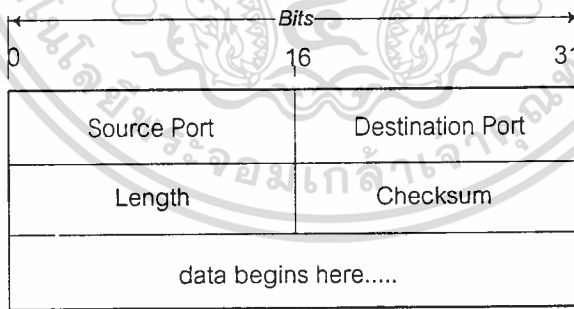 Bits
0 16 31
Source Port Destination Port
Length Checksum
data begins here.....